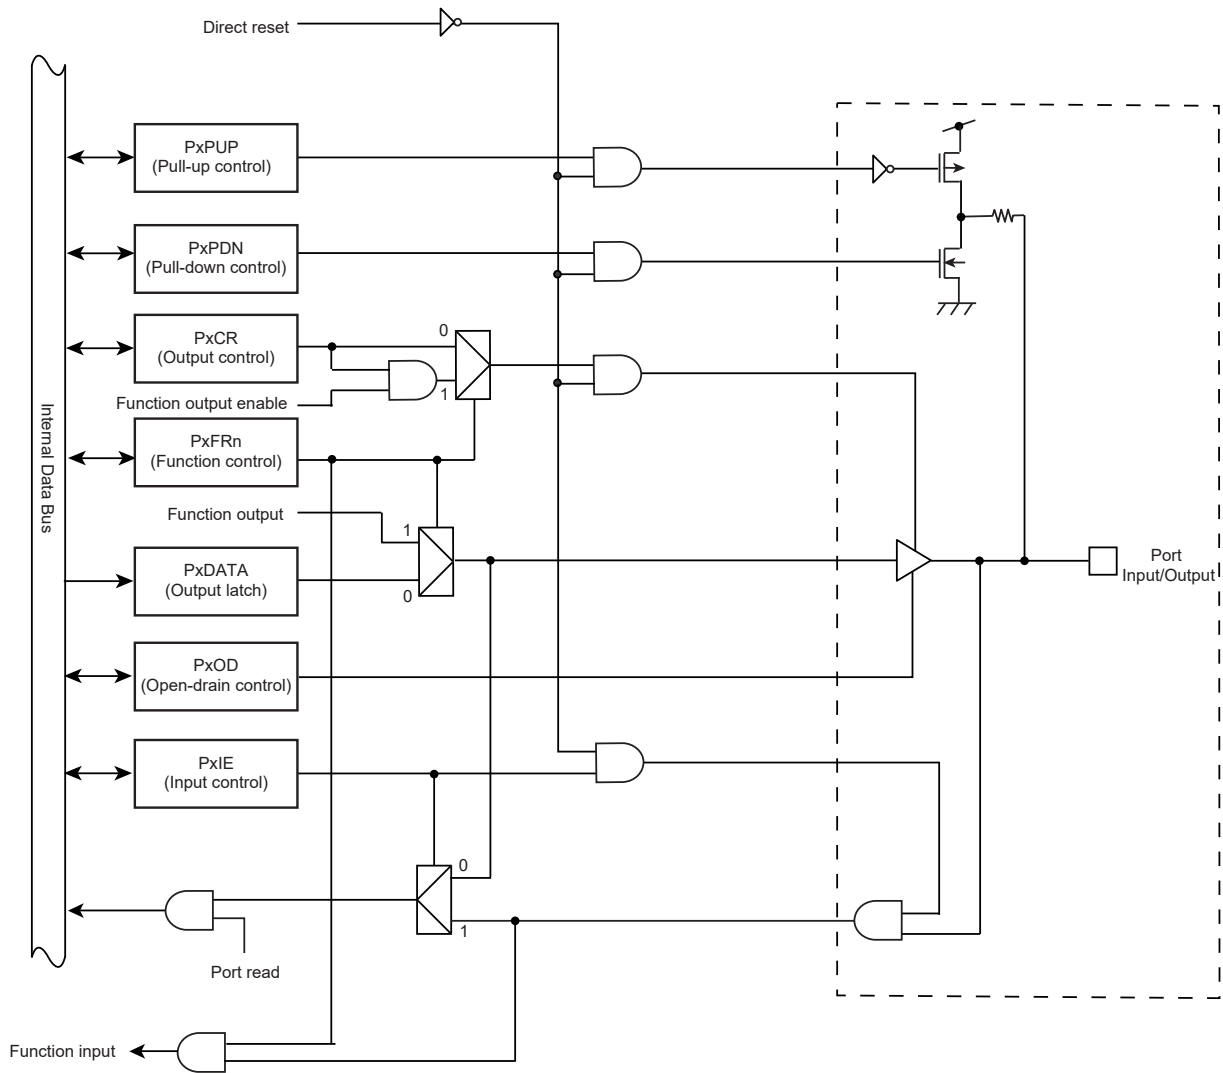 Direct reset
PxPUP
(Pull-up control)
PxPDN
(Pull-down control)
PxCR
(Output control)
0
1
Function output enable
PxFRn
(Function control)
Internal Data Bus
Function output
1
0
PxDATA
(Output latch)
Port
Input/Output
PxOD
(Open-drain control)
PxIE
(Input control)
0
1
Port read
Function input